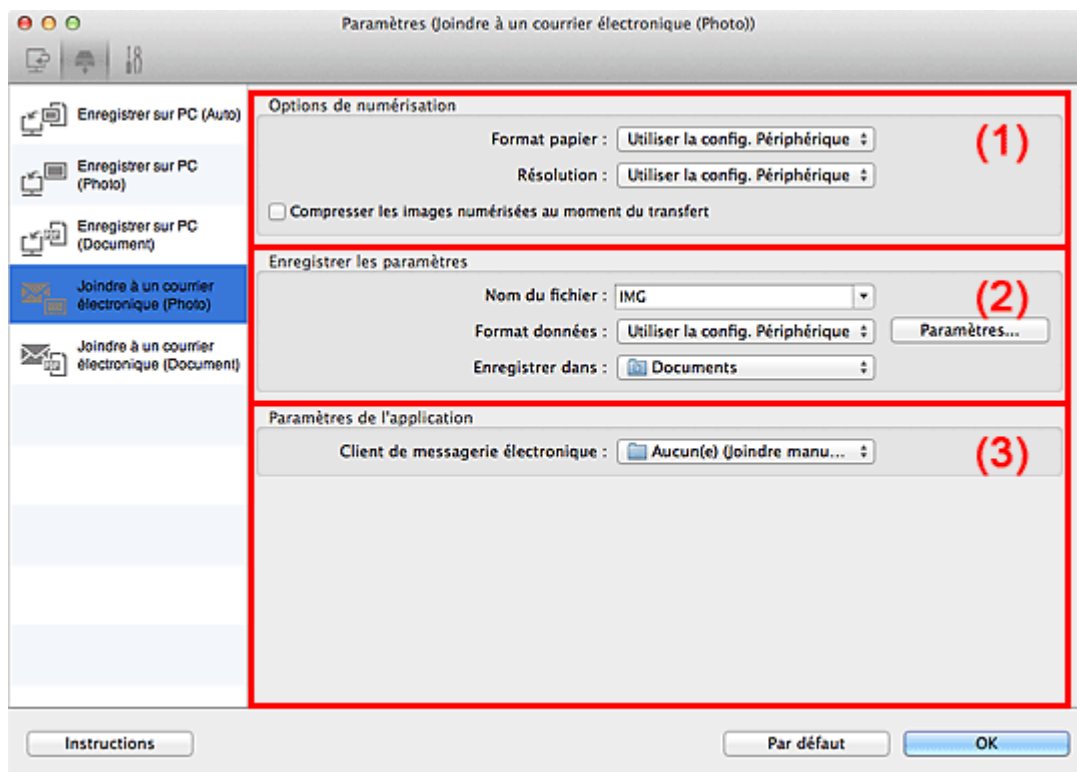 Paramètres (Joindre à un courrier électronique (Photo))
Enregistrer sur PC (Auto)
Enregistrer sur PC
(Photo)
Enregistrer sur PC
(Document)
Joindre à un courrier
électronique (Photo)
Joindre à un courrier
électronique (Document)
Options de numérisation
(1)
Format papier : Utiliser la config. Périphérique
Résolution : Utiliser la config. Périphérique
Compresser les images numérisées au moment du transfert
Enregistrer les paramètres
(2)
Nom du fichier : IMG
Format données : Utiliser la config. Périphérique Paramètres...
Enregistrer dans : Documents
Paramètres de l'application
(3)
Client de messagerie électronique : Aucun(e) (Joindre manu...
Instructions
Par défaut
OK